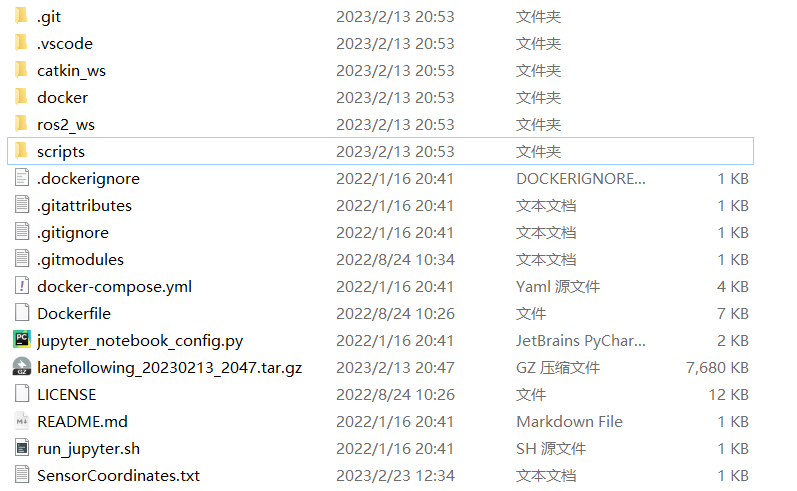 .git 2023/2/13 20:53 文件夹
.vscode 2023/2/13 20:53 文件夹
catkin_ws 2023/2/13 20:53 文件夹
docker 2023/2/13 20:53 文件夹
ros2_ws 2023/2/13 20:53 文件夹
scripts 2023/2/13 20:53 文件夹
.dockerignore 2022/1/16 20:41 DOCKERIGNORE... 1 KB
.gitattributes 2022/1/16 20:41 文本文档 1 KB
.gitignore 2022/1/16 20:41 文本文档 1 KB
.gitmodules 2022/8/24 10:34 文本文档 1 KB
docker-compose.yml 2022/1/16 20:41 Yaml 源文件 4 KB
Dockerfile 2022/8/24 10:26 文件 7 KB
jupyter_notebook_config.py 2022/1/16 20:41 JetBrains PyChar... 2 KB
lanefollowing_20230213_2047.tar.gz 2023/2/13 20:47 GZ 压缩文件 7,680 KB
LICENSE 2022/8/24 10:26 文件 12 KB
README.md 2022/1/16 20:41 Markdown File 1 KB
run_jupyter.sh 2022/1/16 20:41 SH 源文件 1 KB
SensorCoordinates.txt 2023/2/23 12:34 文本文档 1 KB